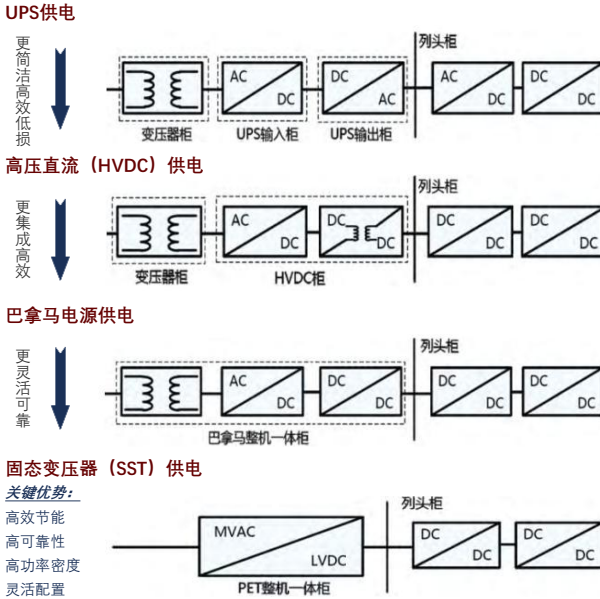 UPS供电
更简洁高效低损
列头柜
AC
DC
DC
AC
AC
DC
DC
DC
变压器柜
UPS输入柜
UPS输出柜
高压直流（HVDC）供电
更集成高效
列头柜
AC
DC
DC
DC
DC
DC
DC
DC
变压器柜
HVDC柜
巴拿马电源供电
更灵活可靠
列头柜
AC
DC
DC
DC
DC
DC
DC
DC
巴拿马整机一体柜
固态变压器（SST）供电
关键优势：
高效节能
高可靠性
高功率密度
灵活配置
列头柜
MVAC
LVDC
DC
DC
DC
DC
PET整机一体柜